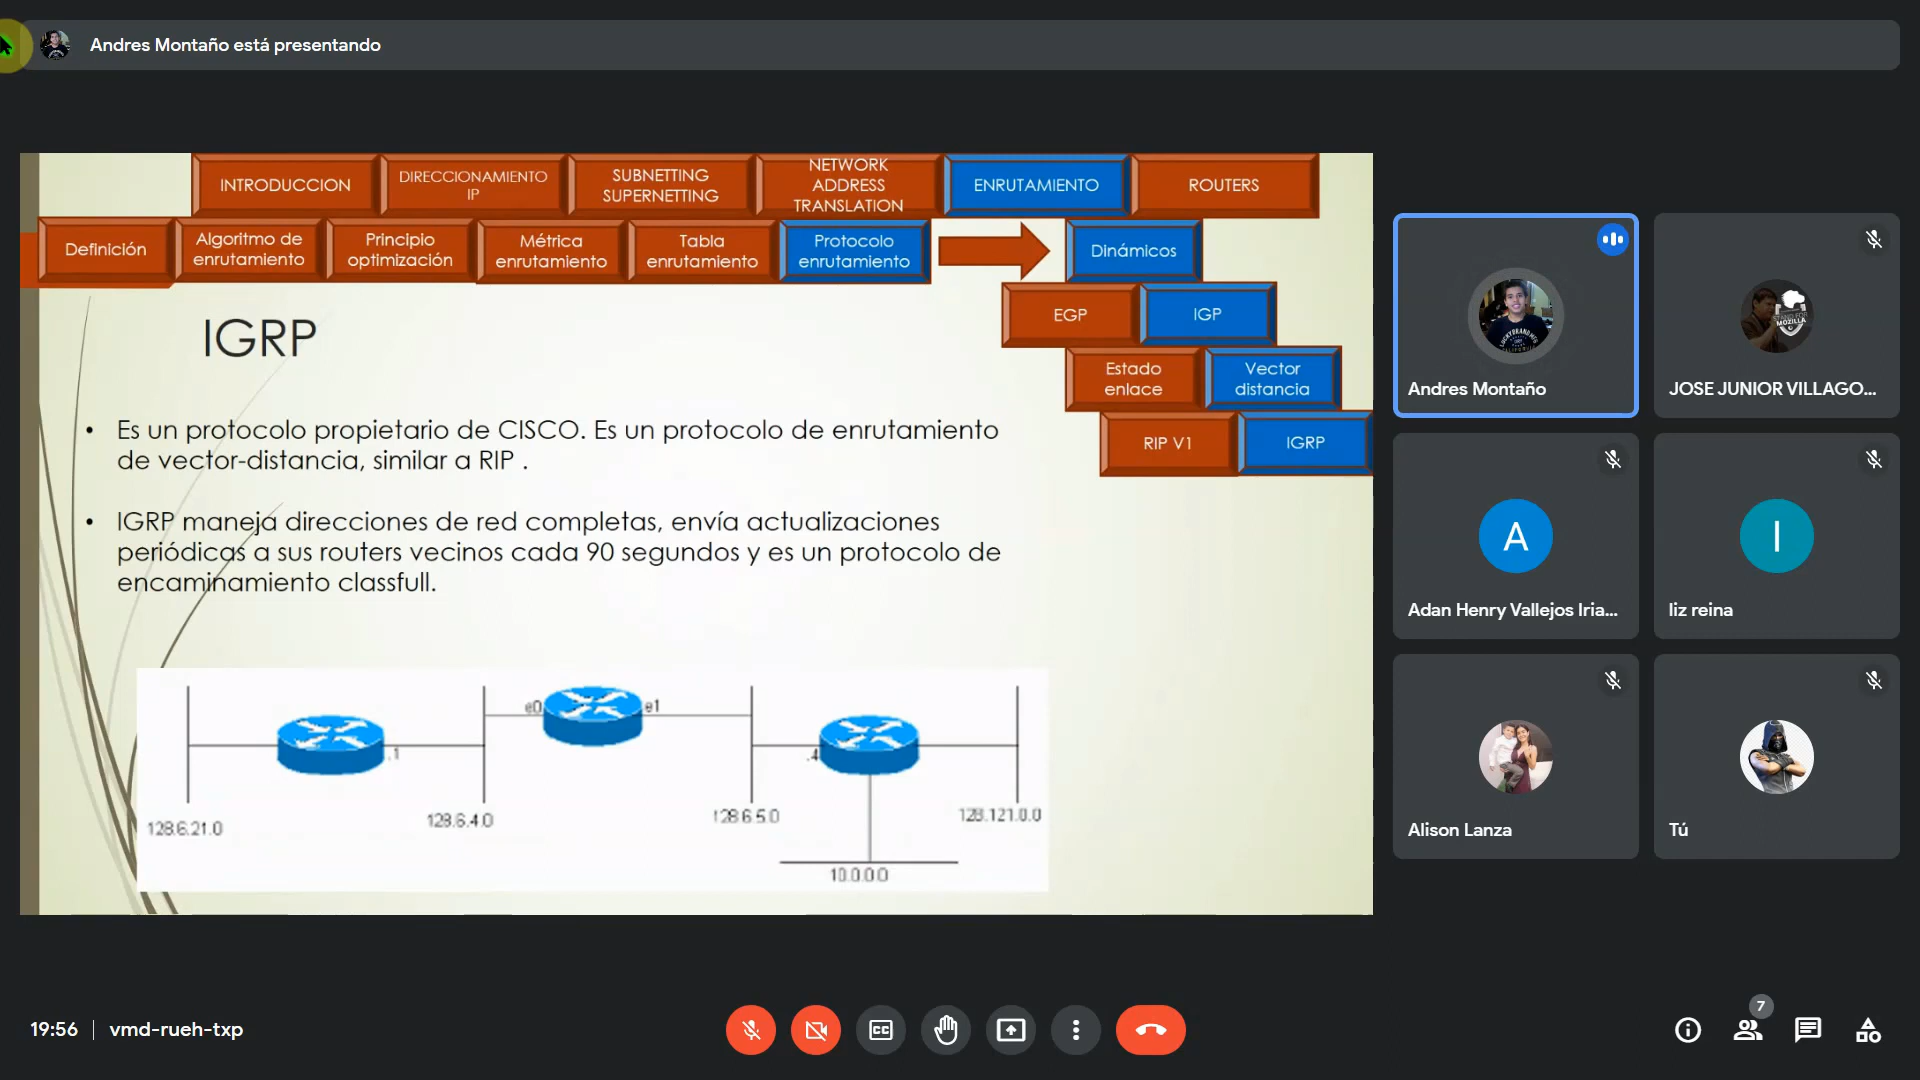 Andres Montaño está presentando
INTRODUCCION
DIRECCIONAMIENTO
IP
SUBNETTING
SUPERNETTING
NETWORK
ADDRESS
TRANSLATION
ENRUTAMIENTO
ROUTERS
Definición
Algoritmo de
enrutamiento
Principio
optimización
Métrica
enrutamiento
Tabla
enrutamiento
Protocolo
enrutamiento
Dinámicos
EGP
IGP
Estado
enlace
Vector
distancia
RIP V1
IGRP
IGRP
• Es un protocolo propietario de CISCO. Es un protocolo de enrutamiento
de vector-distancia, similar a RIP .
• IGRP maneja direcciones de red completas, envía actualizaciones
periódicas a sus routers vecinos cada 90 segundos y es un protocolo de
encaminamiento classfull.
e0
e1
.1
.4
128.6.21.0
128.6.4.0
128.6.5.0
128.121.0.0
10.0.0.0
Andres Montaño
JOSE JUNIOR VILLAGO...
STAND FOR
MOZILLA
A
Adan Henry Vallejos Iria...
l
liz reina
Alison Lanza
Tú
19:56
vmd-rueh-txp
CC
7